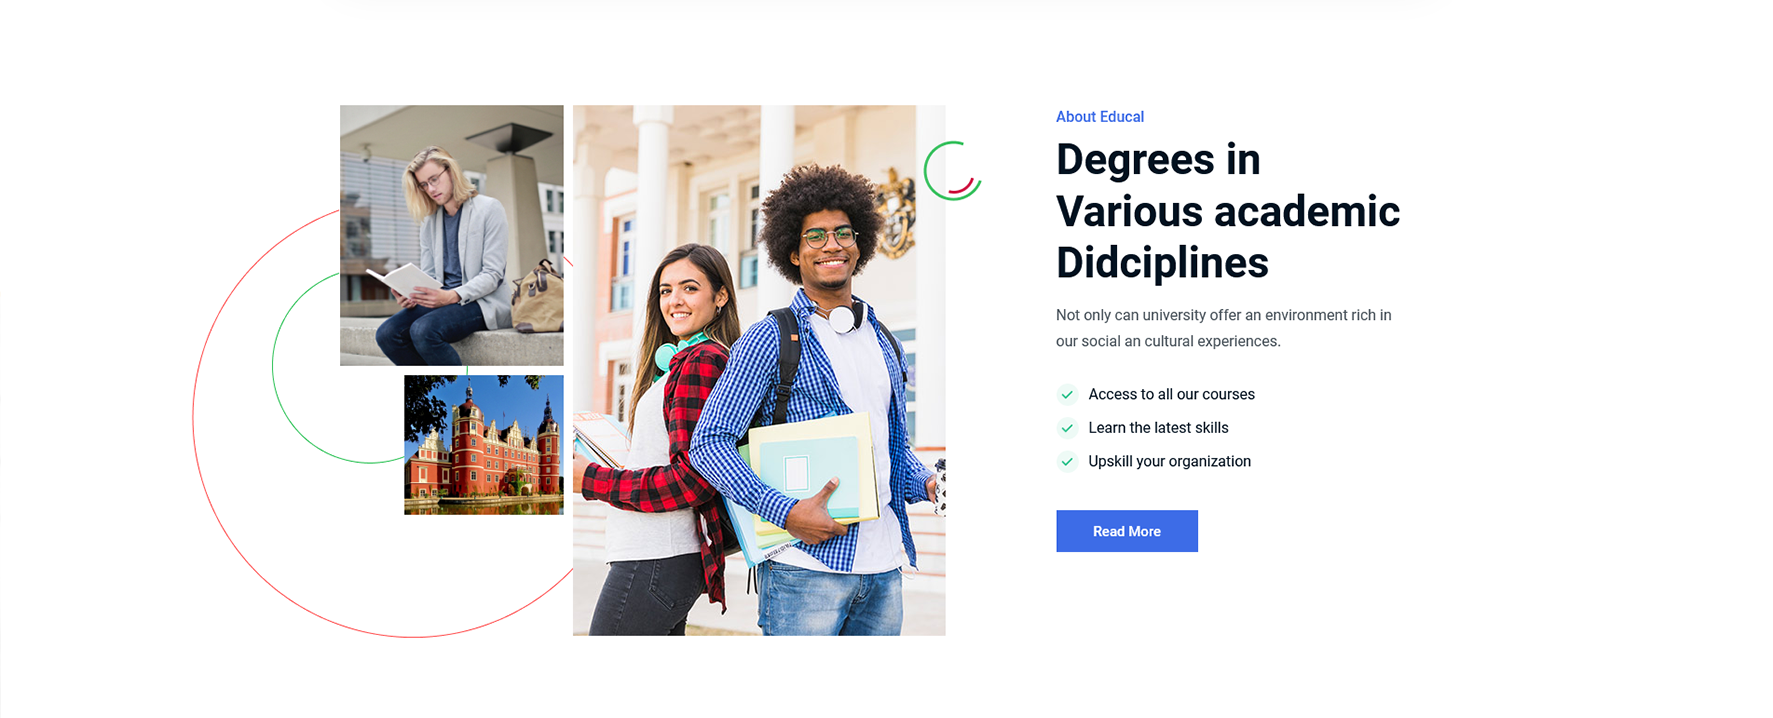 About Educal
Degrees in
Various academic
Didciplines
Not only can university offer an environment rich in
our social an cultural experiences.
Access to all our courses
Learn the latest skills
Upskill your organization
Read More